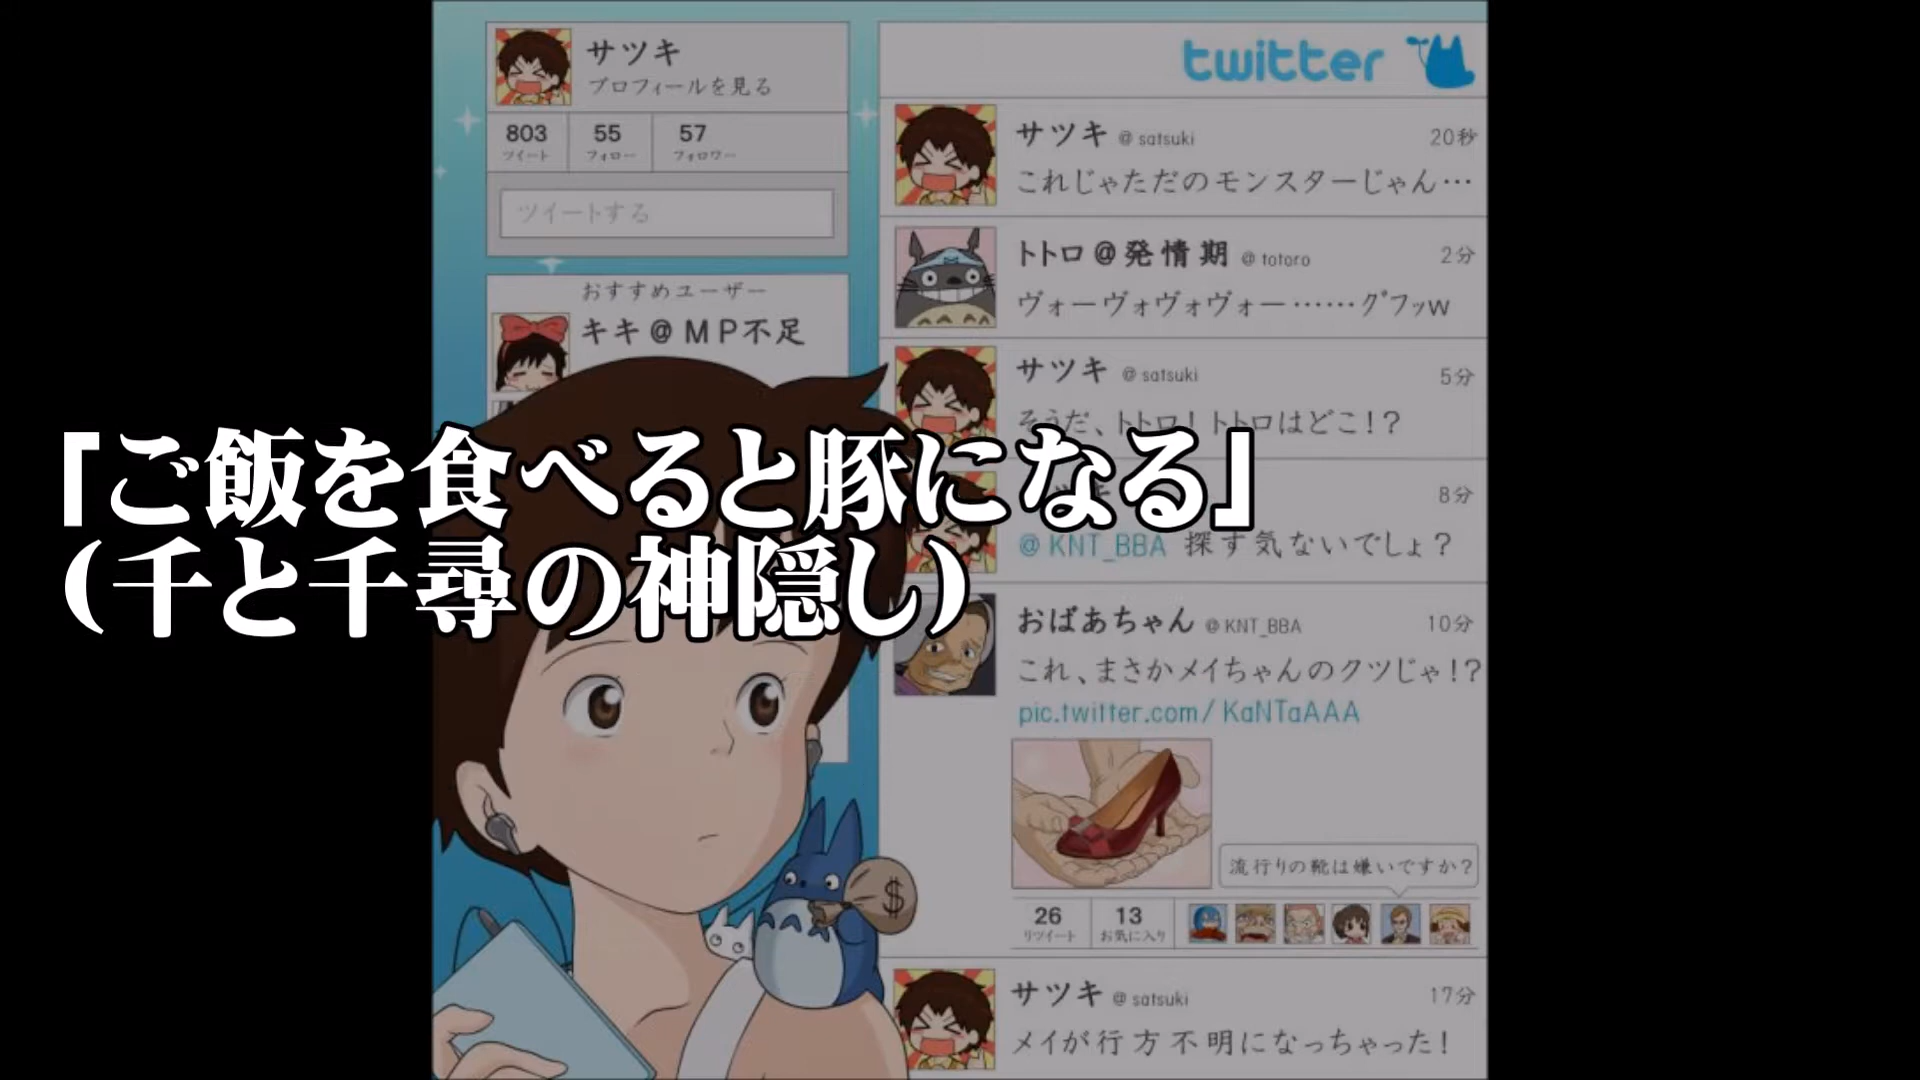 サツキ
プロフィールを見る
803
ツイート
55
フォロー
57
フォロワー
ツイートする
おすすめユーザー
キキ@MP不足
twitter
サツキ @satsuki 20秒
これじゃただのモンスターじゃん…
トトロ@発情期 @totoro 2分
ヴォーヴォヴォヴォー……グフッw
サツキ @satsuki 5分
そうだ、トトロ!トトロはどこ!?
8分
@KNT_BBA 探す気ないでしょ?
「ご飯を食べると豚になる」
(千と千尋の神隠し)
おばあちゃん @KNT_BBA 10分
これ、まさかメイちゃんのクツじゃ!?
pic.twitter.com/KaNTaAAA
流行りの靴は嫌いですか?
26
リツイート
13
お気に入り
$
サツキ @satsuki 17分
メイが行方不明になっちゃった!